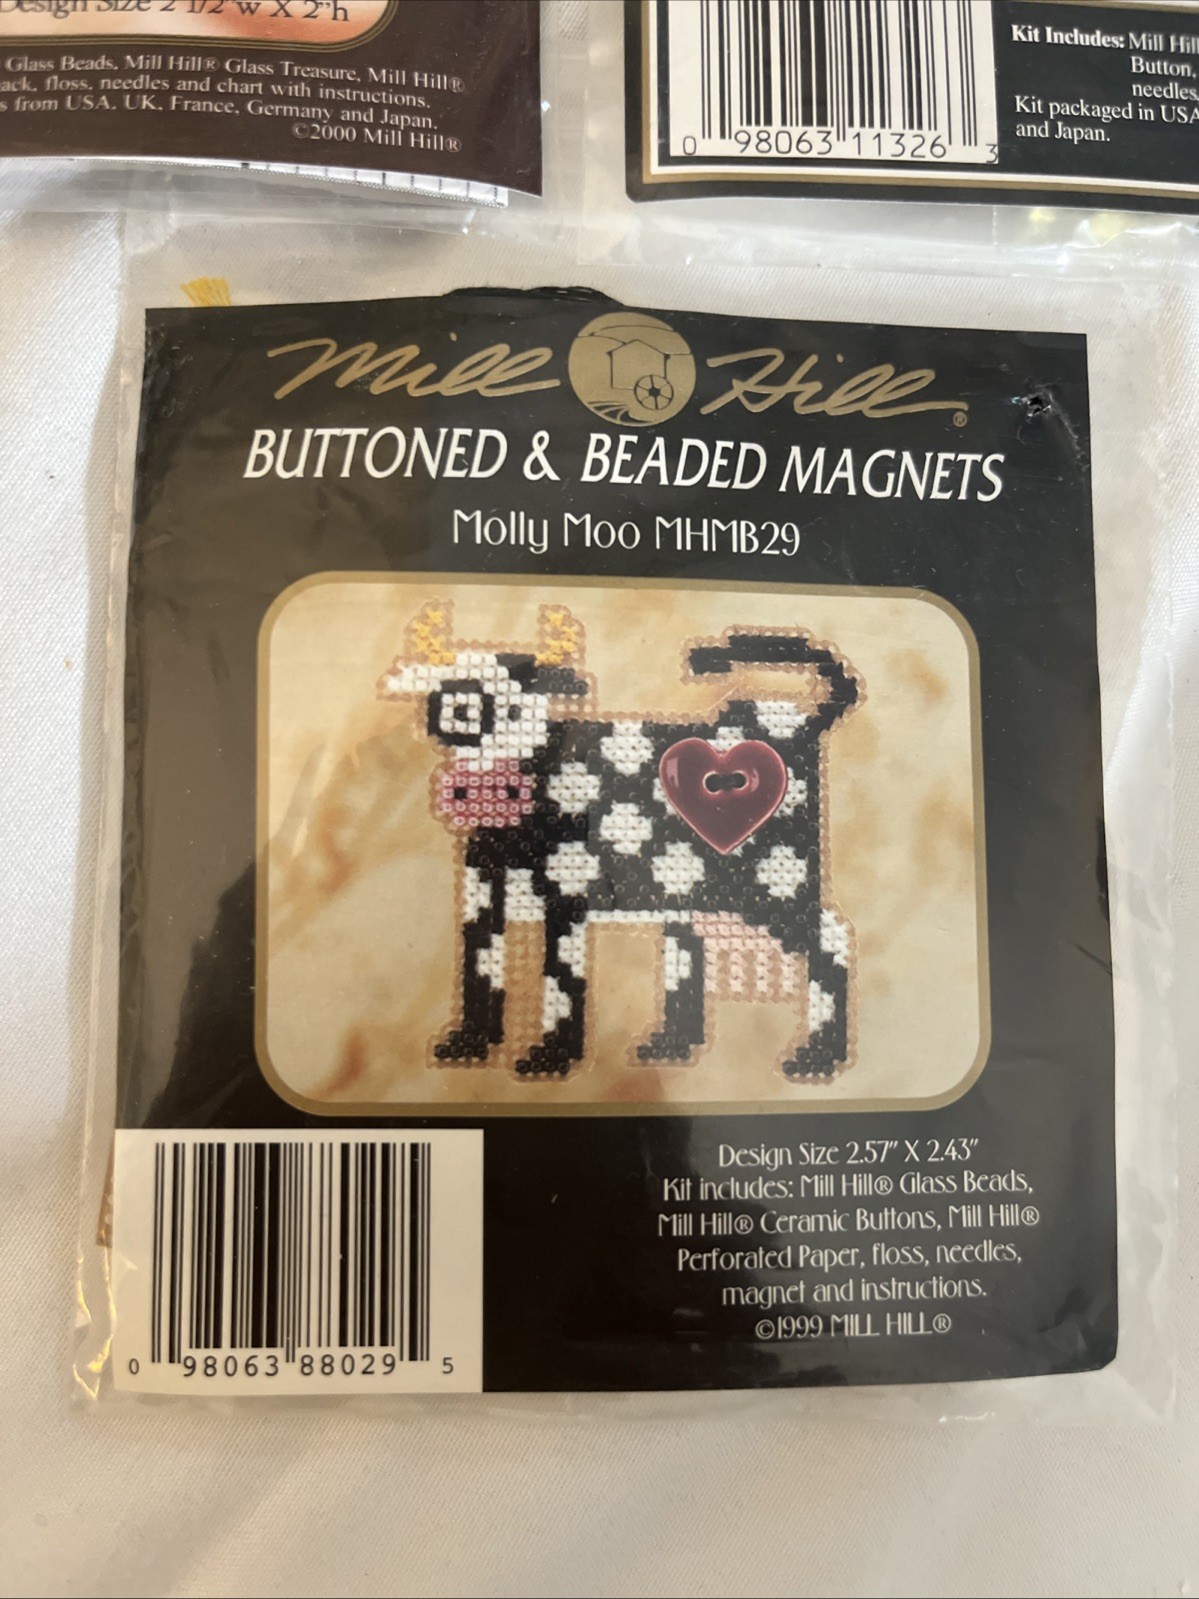 Design Size 2 1/2"w X 2"h
Glass Beads, Mill Hill® Glass Treasure, Mill Hill®
floss, needles and chart with instructions.
from USA, UK, France, Germany and Japan.
©2000 Mill Hill®
0 98063 11326 3
Kit Includes: Mill Hill
Button,
needles,
Kit packaged in USA
and Japan.
Mill Hill®
BUTTONED & BEADED MAGNETS
Molly Moo MHMB29
Design Size 2.57" X 2.43"
Kit includes: Mill Hill® Glass Beads,
Mill Hill® Ceramic Buttons, Mill Hill®
Perforated Paper, floss, needles,
magnet and instructions.
©1999 MILL HILL®
0 98063 88029 5